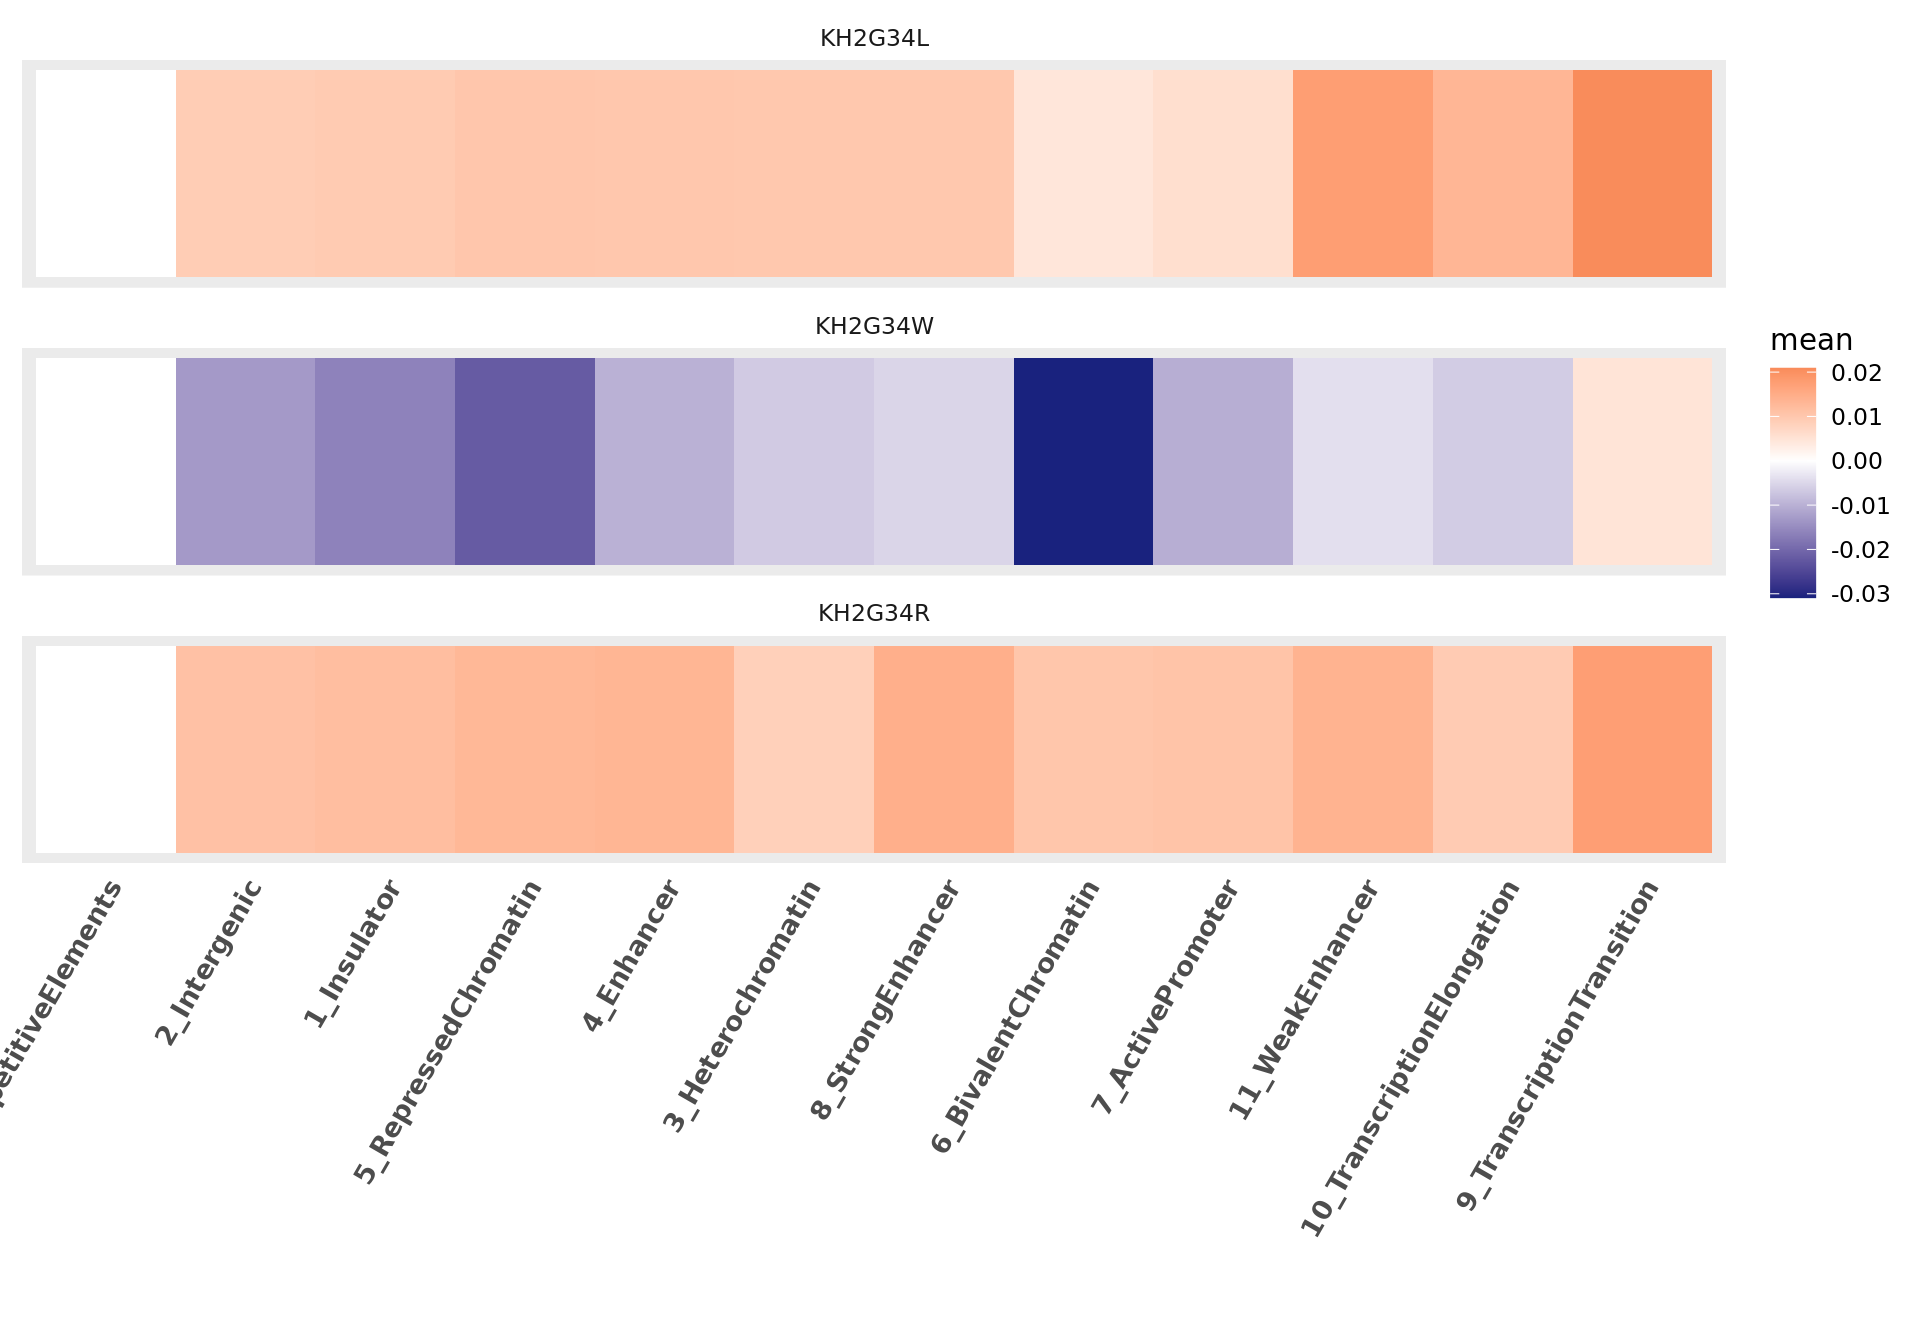 KH2G34L
KH2G34W
mean
0.02
0.01
0.00
-0.01
-0.02
-0.03
KH2G34R
petitiveElements
2_Intergenic
1_Insulator
5_RepressedChromatin
4_Enhancer
3_Heterochromatin
8_StrongEnhancer
6_BivalentChromatin
7_ActivePromoter
11_WeakEnhancer
10_TranscriptionElongation
9_TranscriptionTransition